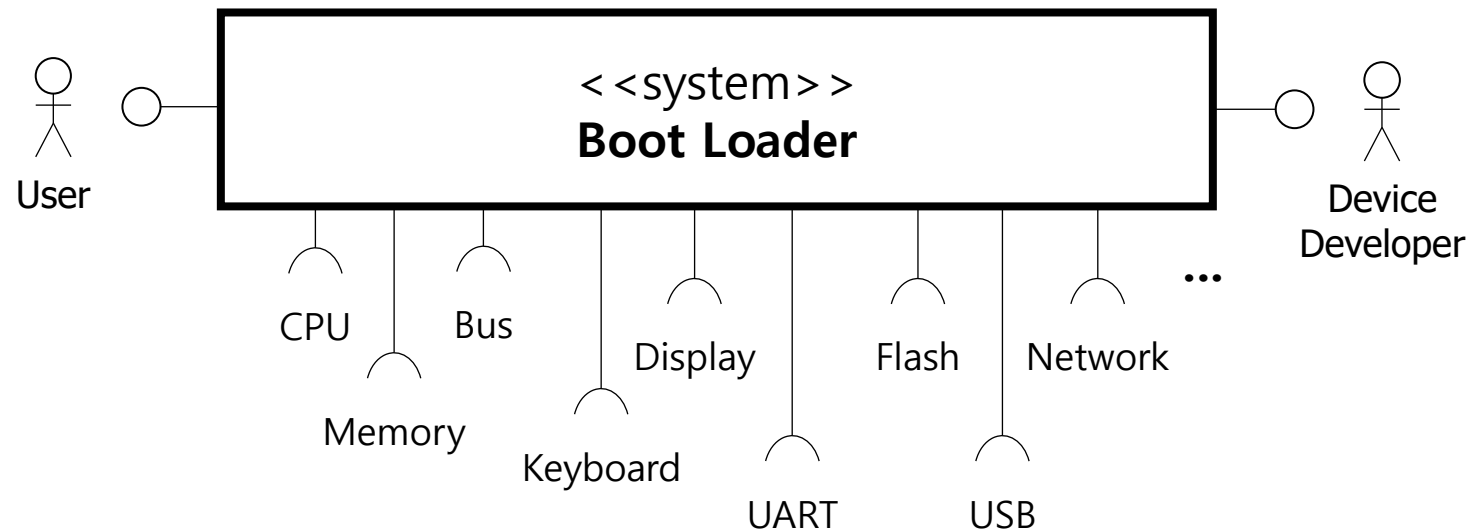 <<system>>
Boot Loader
User
Device
Developer
...
CPU
Bus
Display
Flash
Network
Memory
Keyboard
UART
USB